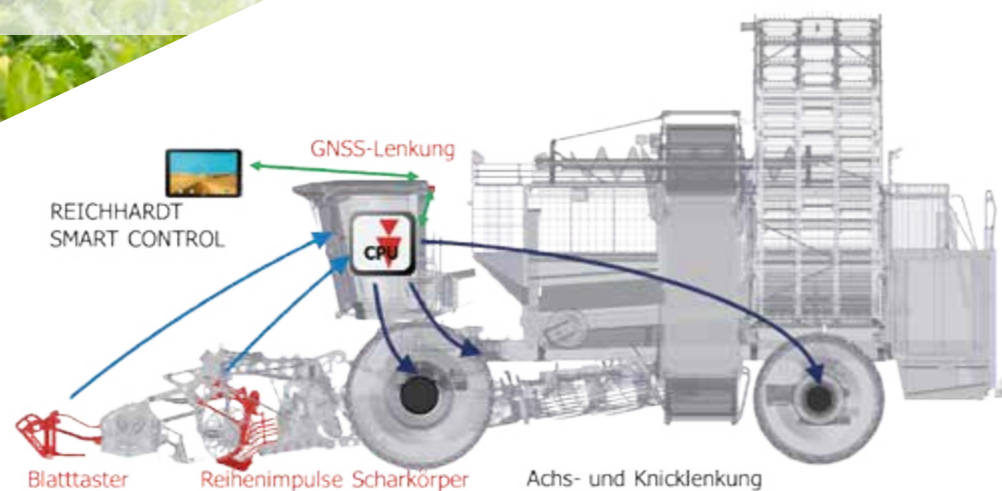 GNSS-Lenkung
REICHHARDT
SMART CONTROL
CPU
Blatttaster
Reihenimpulse Scharkörper
Achs- und Knicklenkung